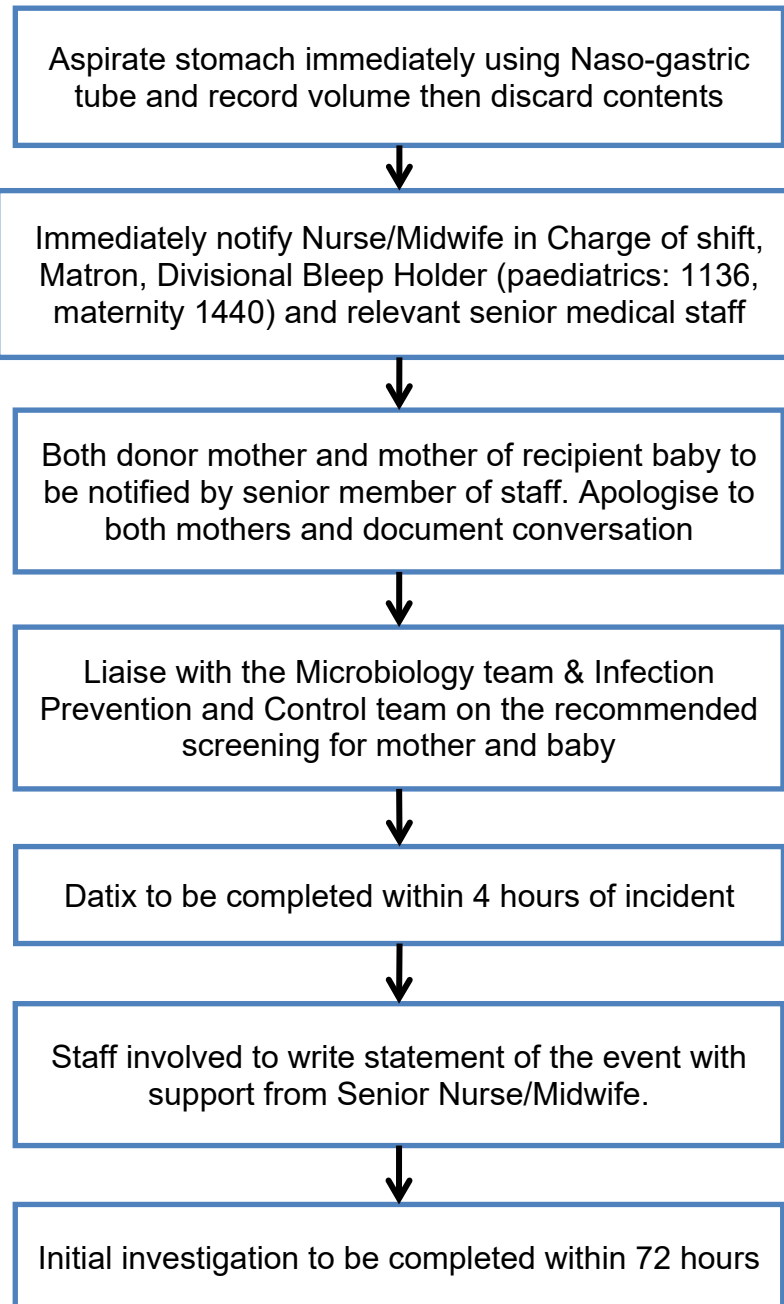 Aspirate stomach immediately using Naso-gastric
tube and record volume then discard contents
Immediately notify Nurse/Midwife in Charge of shift,
Matron, Divisional Bleep Holder (paediatrics: 1136,
maternity 1440) and relevant senior medical staff
Both donor mother and mother of recipient baby to
be notified by senior member of staff. Apologise to
both mothers and document conversation
Liaise with the Microbiology team & Infection
Prevention and Control team on the recommended
screening for mother and baby
Datix to be completed within 4 hours of incident
Staff involved to write statement of the event with
support from Senior Nurse/Midwife.
Initial investigation to be completed within 72 hours